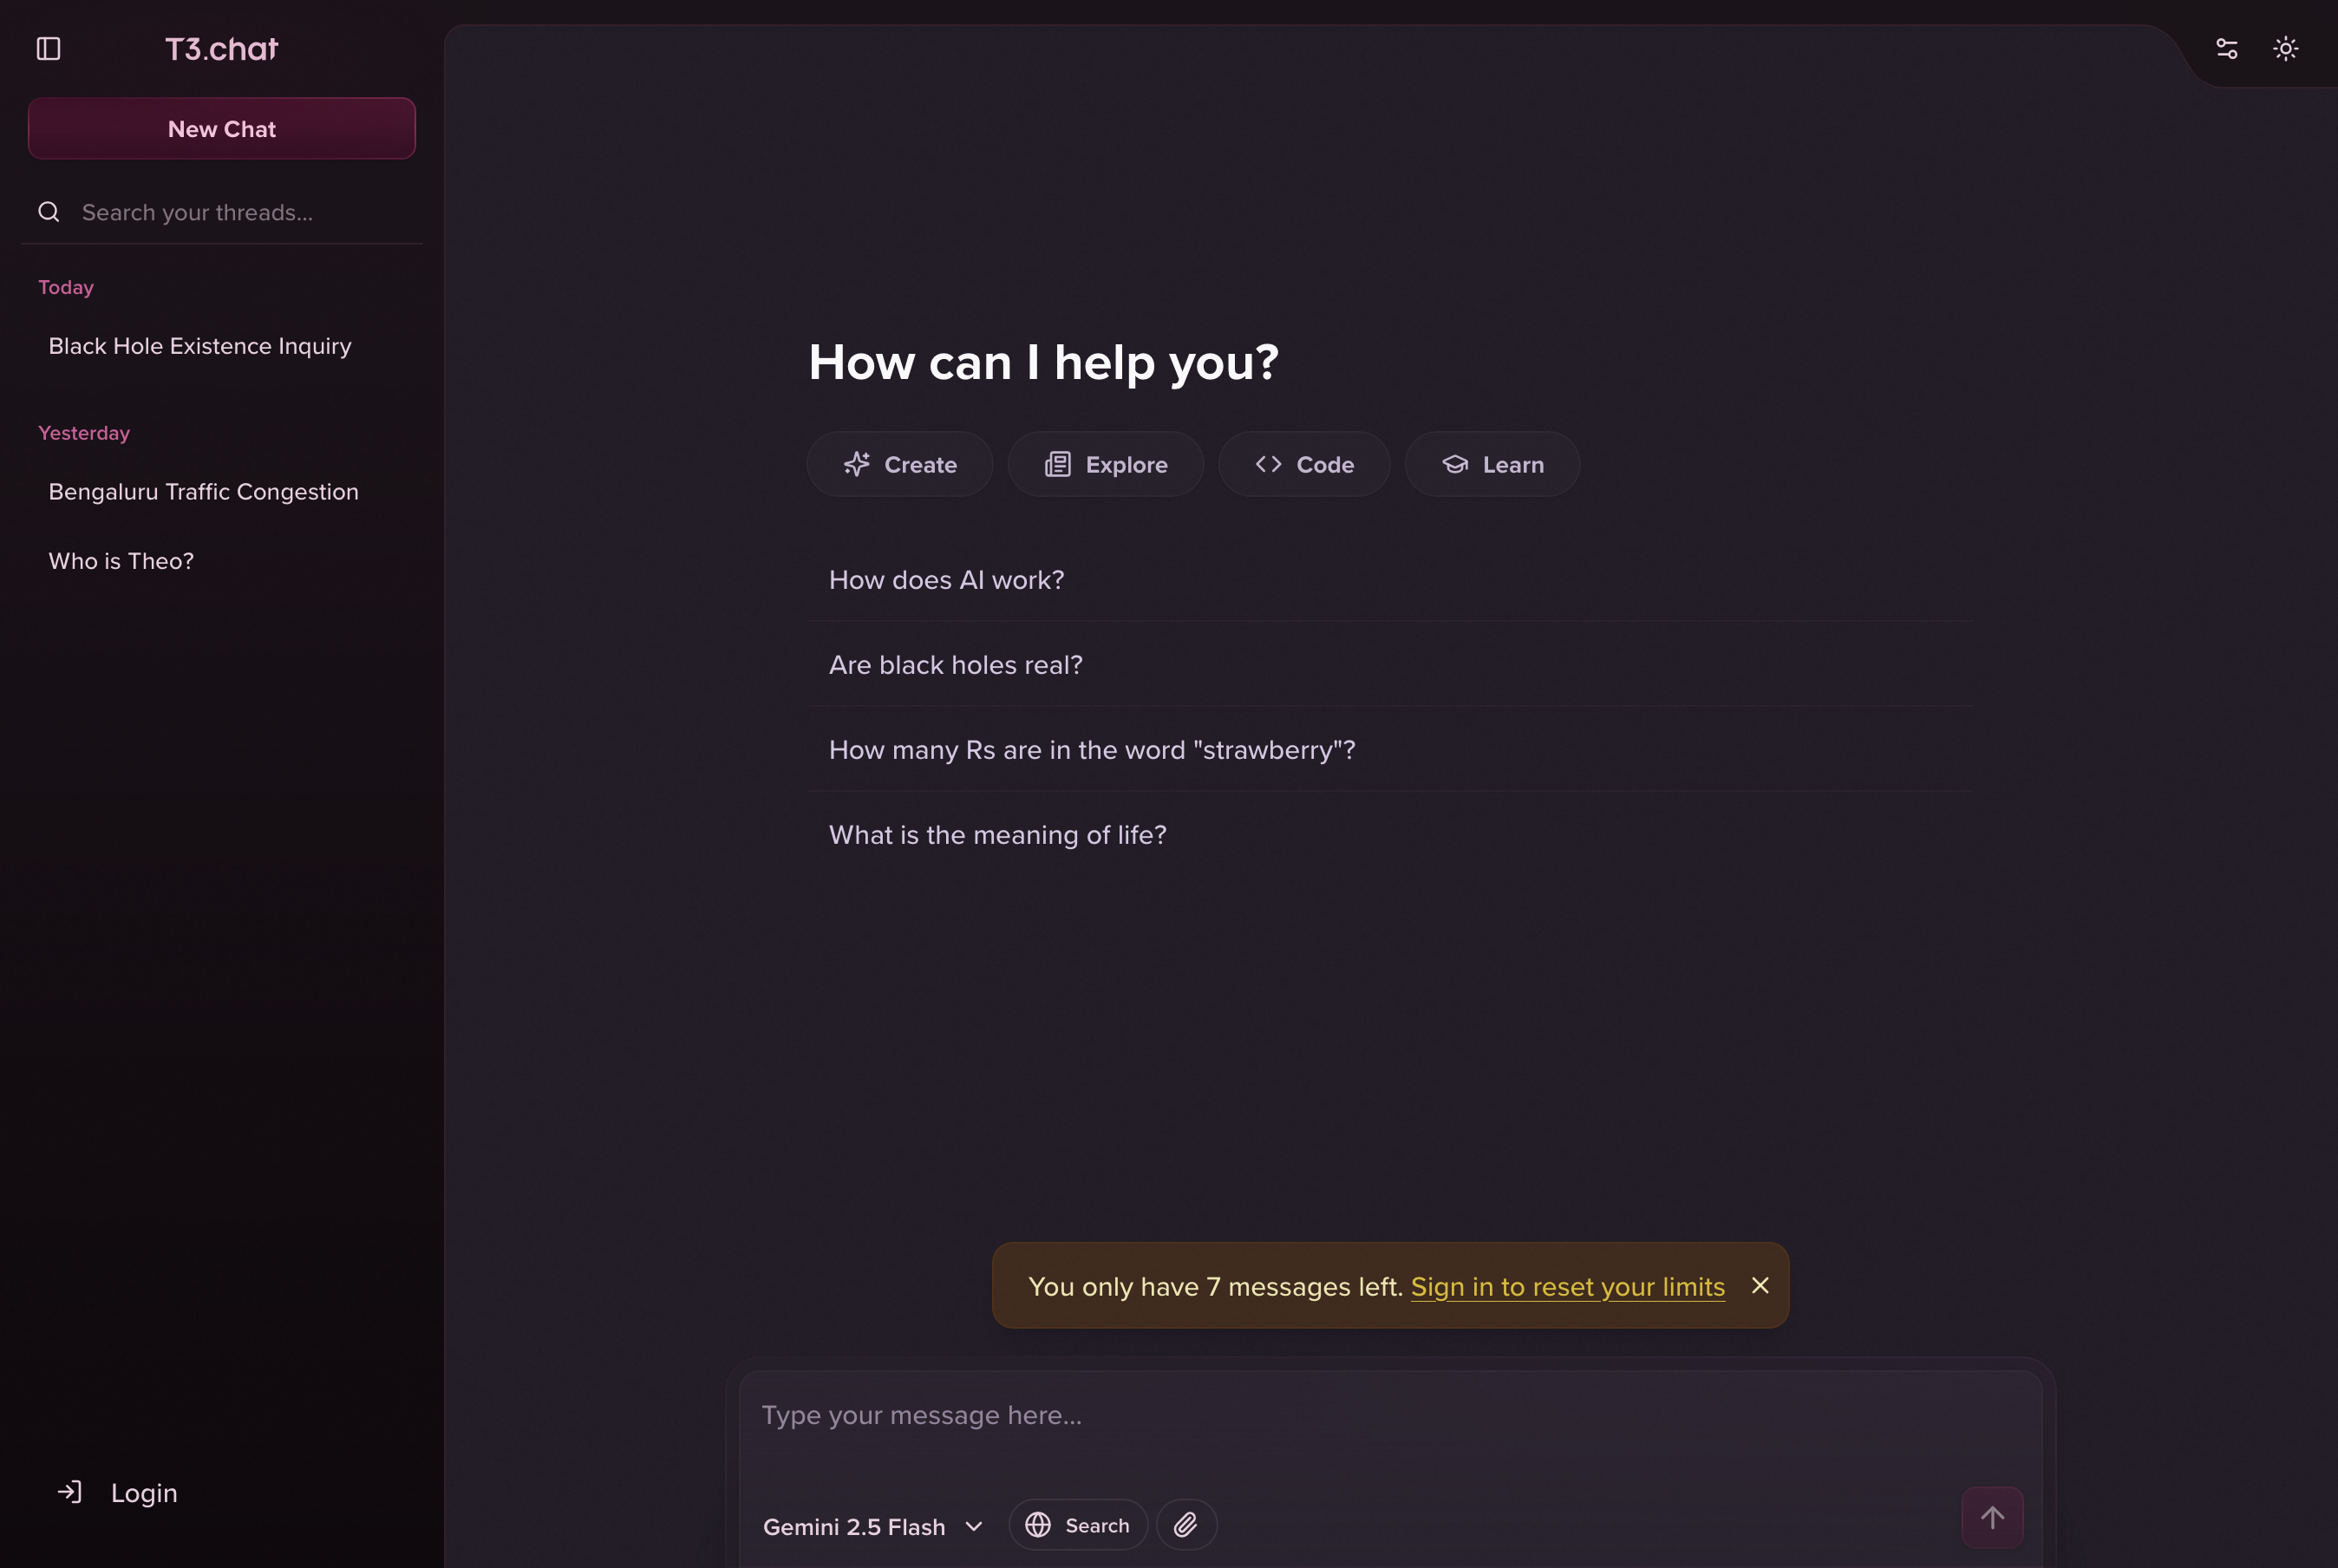 T3.chat
New Chat
Search your threads...
Today
Black Hole Existence Inquiry
Yesterday
Bengaluru Traffic Congestion
Who is Theo?
Login
How can I help you?
Create
Explore
Code
Learn
How does AI work?
Are black holes real?
How many Rs are in the word "strawberry"?
What is the meaning of life?
You only have 7 messages left. Sign in to reset your limits
Type your message here...
Gemini 2.5 Flash
Search